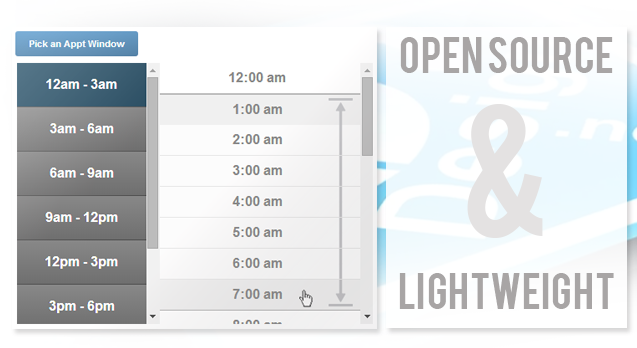 Pick an Appt Window
12am - 3am
3am - 6am
6am - 9am
9am - 12pm
12pm - 3pm
3pm - 6pm
12:00 am
1:00 am
2:00 am
3:00 am
4:00 am
5:00 am
6:00 am
7:00 am
8:00 am
OPEN SOURCE
&
LIGHTWEIGHT